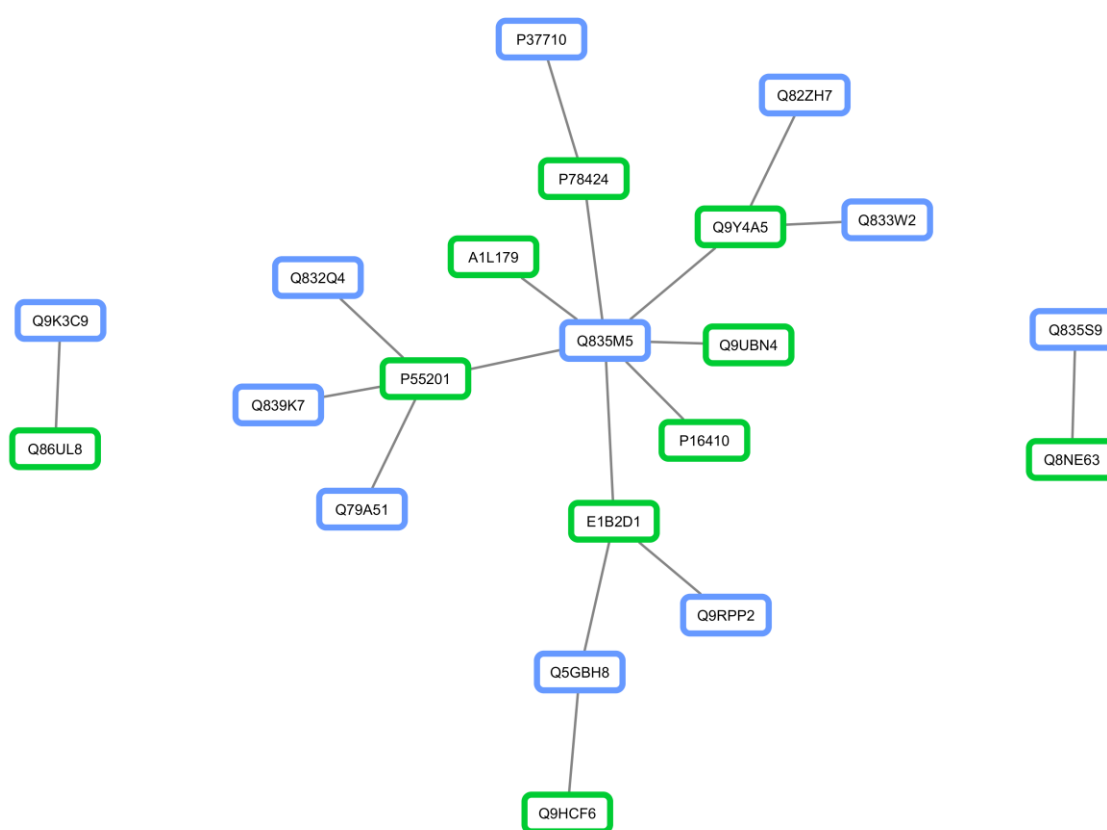 P37710
Q82ZH7
P78424
Q9Y4A5
Q833W2
A1L179
Q832Q4
Q9K3C9
Q835M5
Q9UBN4
Q835S9
P55201
Q839K7
Q86UL8
P16410
Q8NE63
Q79A51
E1B2D1
Q9RPP2
Q5GBH8
Q9HCF6